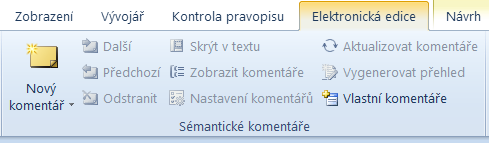 Zobrazení Vývojář Kontrola pravopisu Elektronická edice Návrh
Nový komentář
Další
Předchozí
Odstranit
Skrýt v textu
Zobrazit komentáře
Nastavení komentářů
Aktualizovat komentáře
Vygenerovat přehled
Vlastní komentáře
Sémantické komentáře